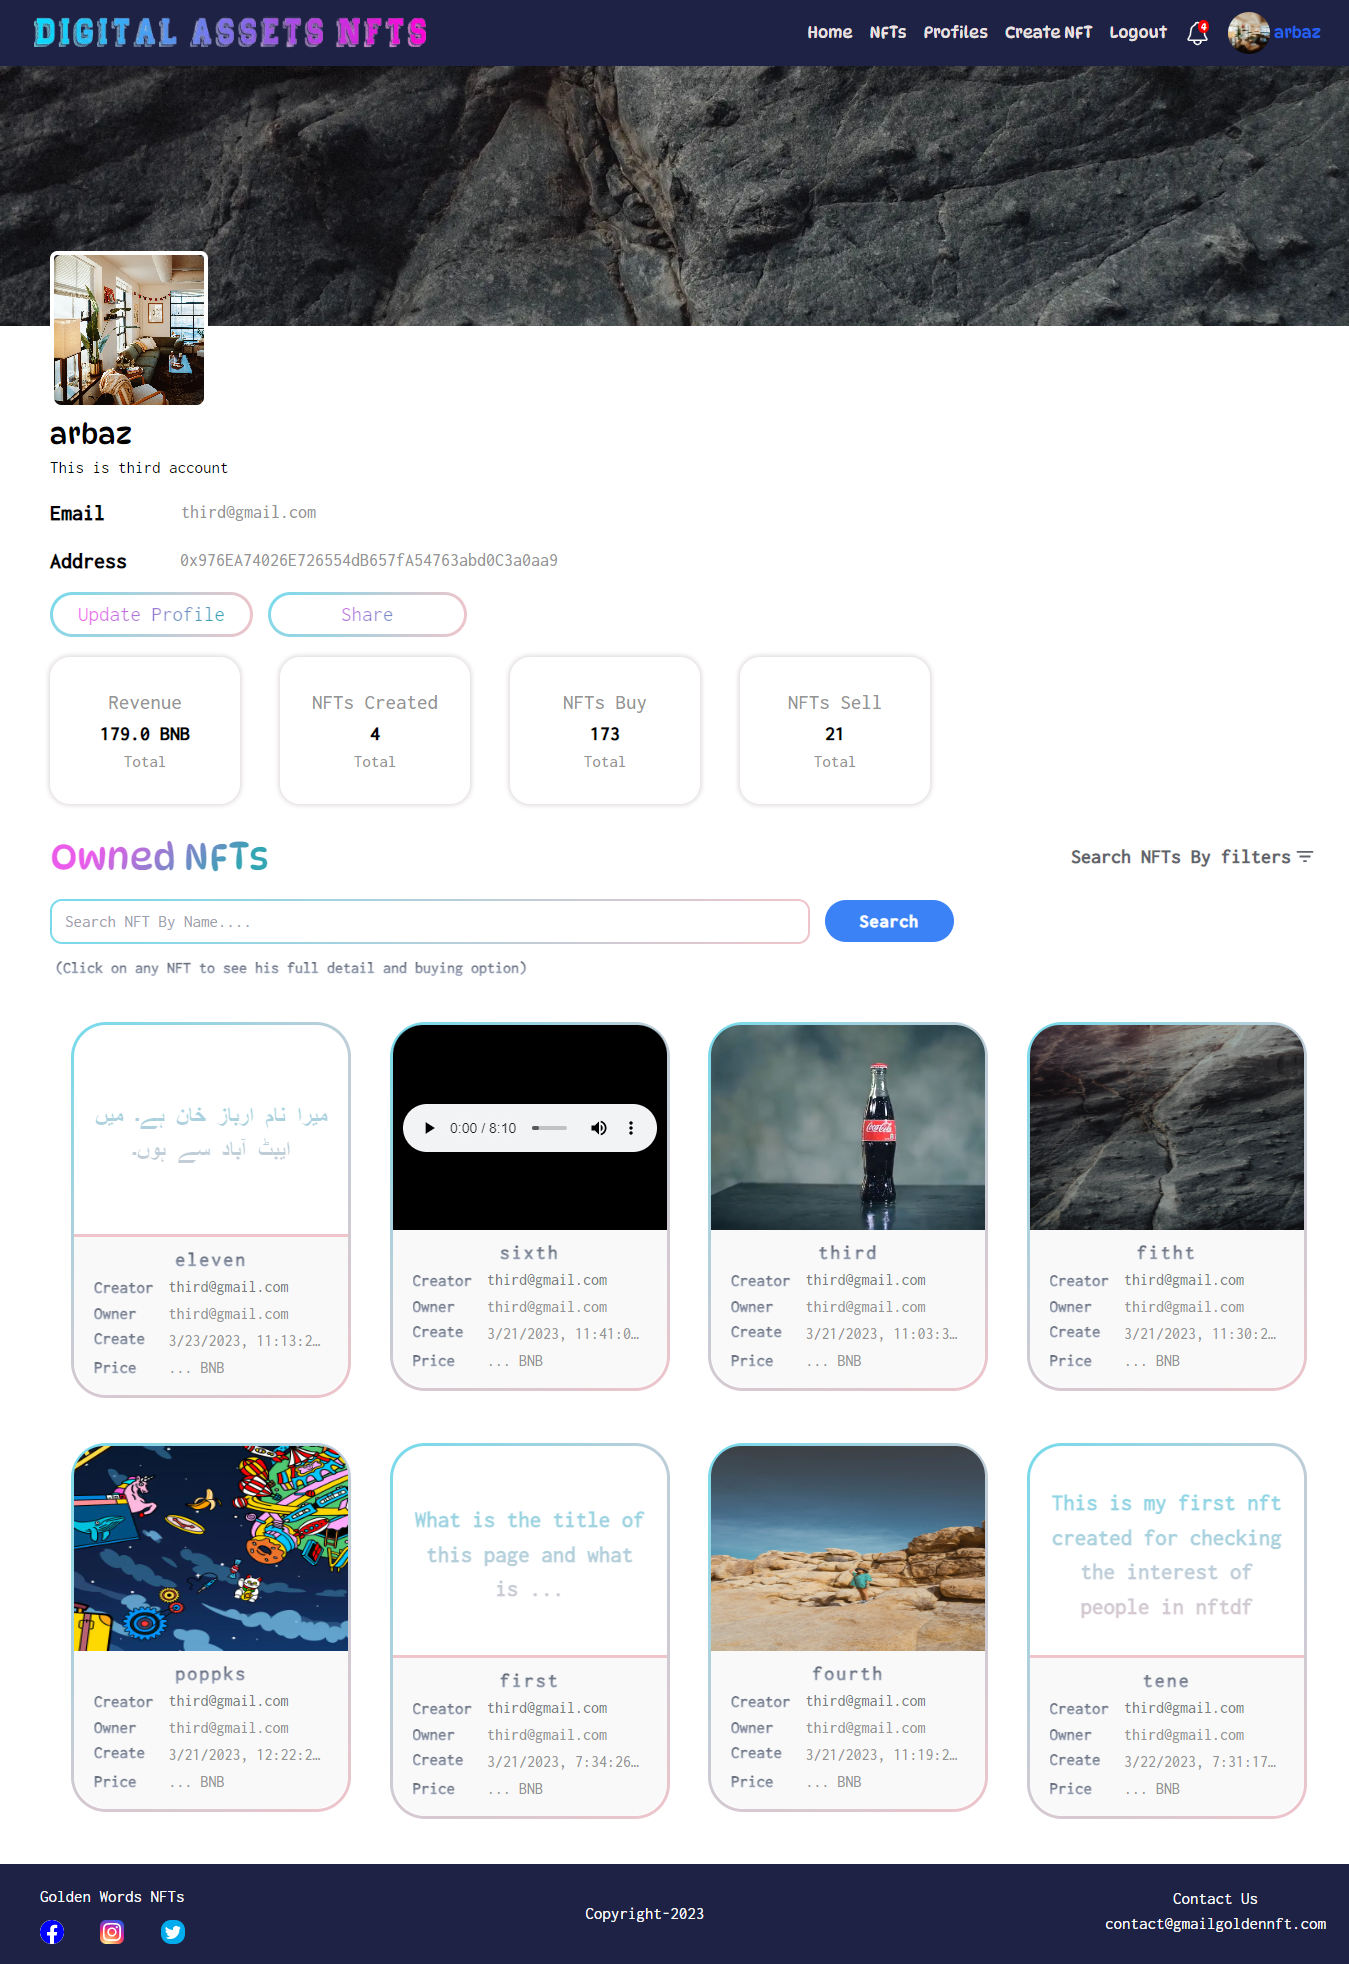 DIGITAL ASSETS NFTS
Home NFTs Profiles Create NFT Logout 4 arbaz
arbaz
This is third account
Email third@gmail.com
Address 0x976EA74026E726554dB657fA54763abd0C3a0aa9
Update Profile Share
Revenue
179.0 BNB
Total
NFTs Created
4
Total
NFTs Buy
173
Total
NFTs Sell
21
Total
Owned NFTs
Search NFTs By filters
Search NFT By Name....
Search
(Click on any NFT to see his full detail and buying option)
میرا نام ارباز خان ہے۔ میں
ایبٹ آباد سے ہوں۔
eleven
Creator third@gmail.com
Owner third@gmail.com
Create 3/23/2023, 11:13:2…
Price ... BNB
0:00 / 8:10
sixth
Creator third@gmail.com
Owner third@gmail.com
Create 3/21/2023, 11:41:0…
Price ... BNB
Coca-Cola
third
Creator third@gmail.com
Owner third@gmail.com
Create 3/21/2023, 11:03:3…
Price ... BNB
fitht
Creator third@gmail.com
Owner third@gmail.com
Create 3/21/2023, 11:30:2…
Price ... BNB
poppks
Creator third@gmail.com
Owner third@gmail.com
Create 3/21/2023, 12:22:2…
Price ... BNB
What is the title of
this page and what
is ...
first
Creator third@gmail.com
Owner third@gmail.com
Create 3/21/2023, 7:34:26…
Price ... BNB
fourth
Creator third@gmail.com
Owner third@gmail.com
Create 3/21/2023, 11:19:2…
Price ... BNB
This is my first nft
created for checking
the interest of
people in nftdf
tene
Creator third@gmail.com
Owner third@gmail.com
Create 3/22/2023, 7:31:17…
Price ... BNB
Golden Words NFTs
Copyright-2023
Contact Us
contact@gmailgoldennft.com